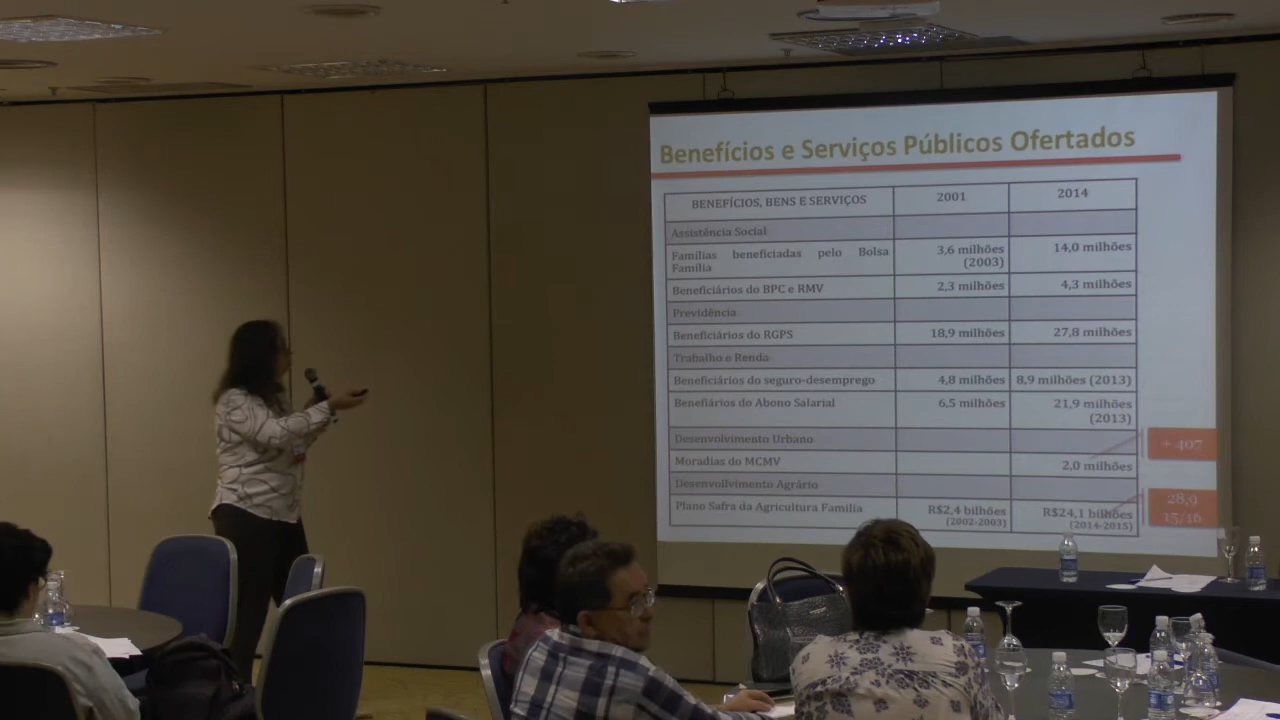 Benefícios e Serviços Públicos Ofertados
BENEFÍCIOS, BENS E SERVIÇOS 2001 2014
Assistência Social
Famílias beneficiadas pelo Bolsa Família 3,6 milhões (2003) 14,0 milhões
Beneficiários do BPC e RMV 2,3 milhões 4,3 milhões
Previdência
Beneficiários do RGPS 18,9 milhões 27,8 milhões
Trabalho e Renda
Beneficiários do seguro-desemprego 4,8 milhões 8,9 milhões (2013)
Benefiários do Abono Salarial 6,5 milhões 21,9 milhões (2013)
Desenvolvimento Urbano
+ 407
Moradias do MCMV 2,0 milhões
Desenvollvimento Agrário
Plano Safra da Agricultura Familia R$2,4 bilhões (2002-2003) R$24,1 bilhões (2014-2015)
28,9
15/16